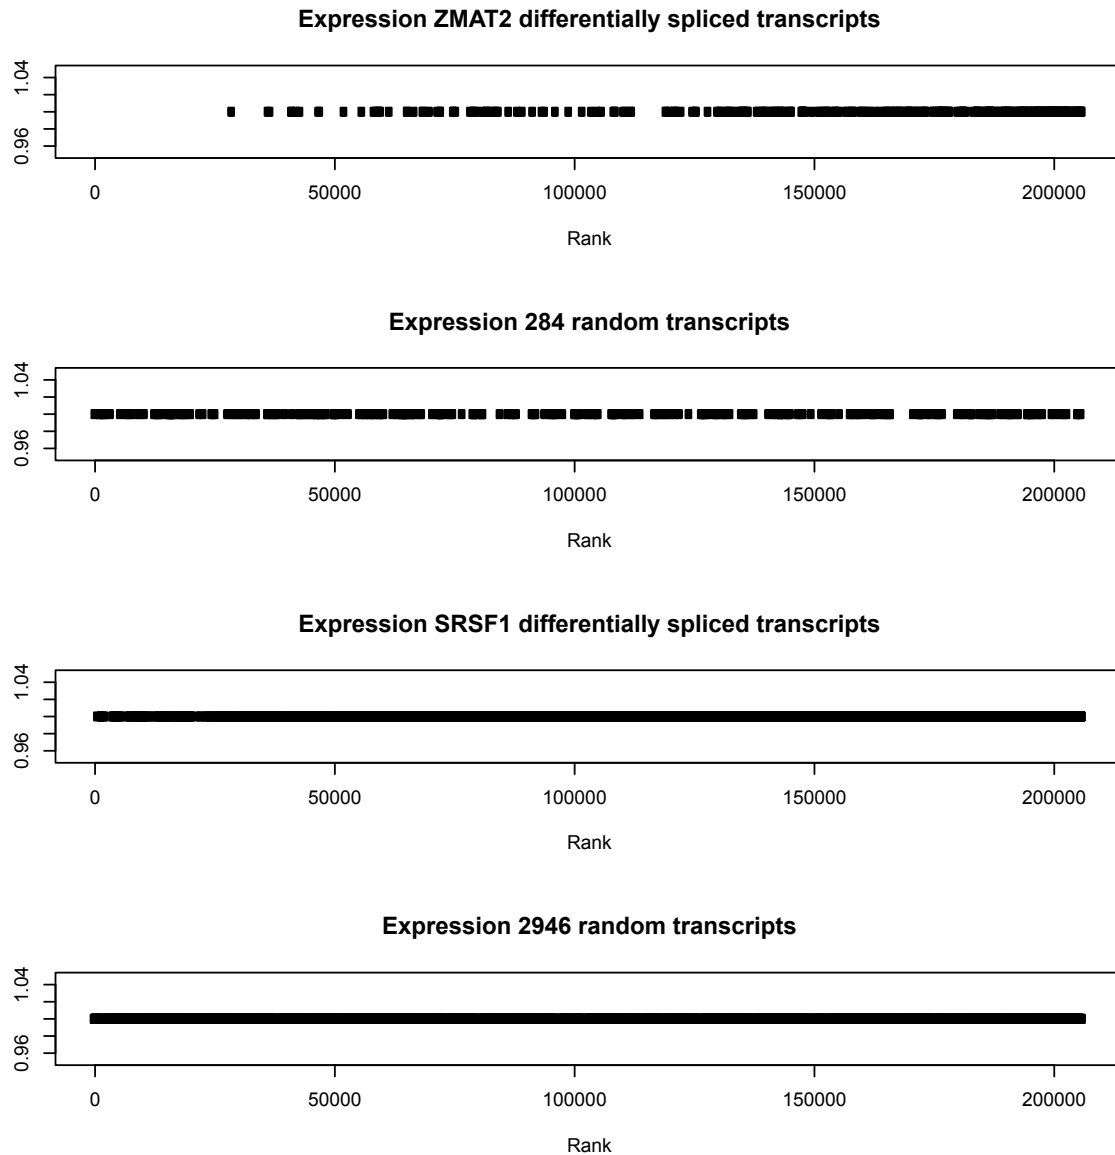 Expression ZMAT2 differentially spliced transcripts
1.04
0.96
0 50000 100000 150000 200000
Rank
Expression 284 random transcripts
1.04
0.96
0 50000 100000 150000 200000
Rank
Expression SRSF1 differentially spliced transcripts
1.04
0.96
0 50000 100000 150000 200000
Rank
Expression 2946 random transcripts
1.04
0.96
0 50000 100000 150000 200000
Rank